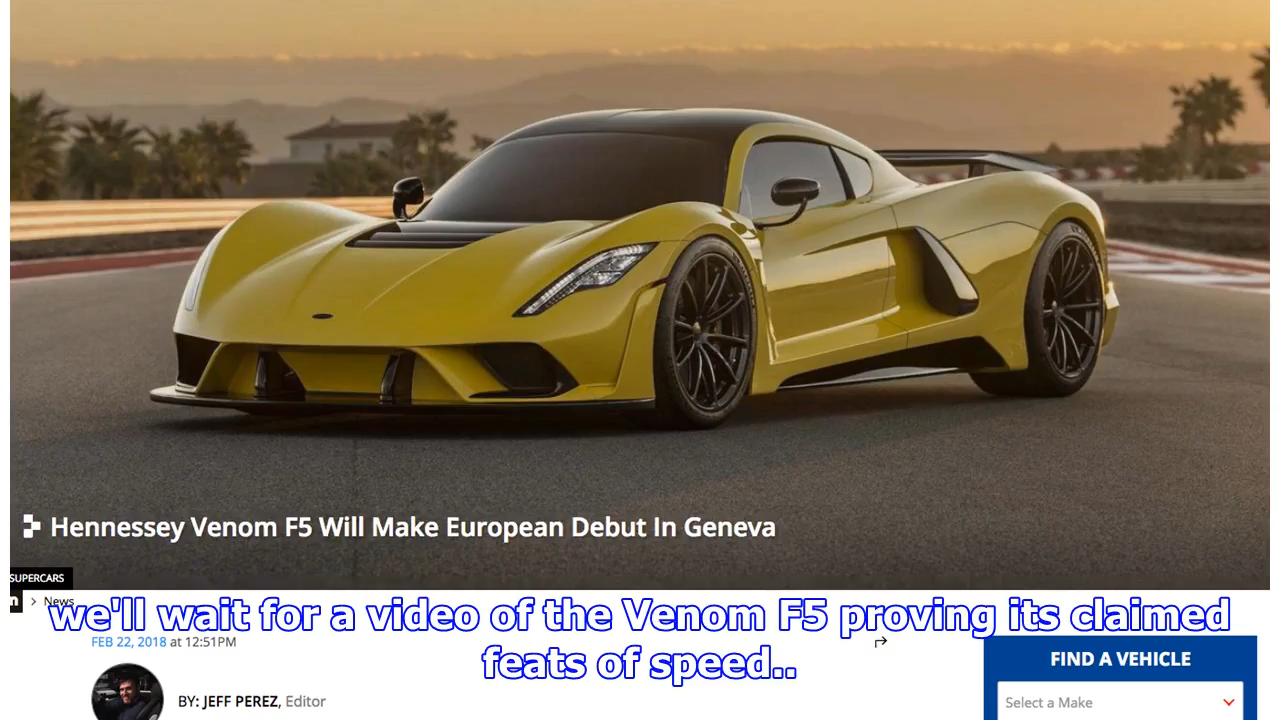 Hennessey Venom F5 Will Make European Debut In Geneva
SUPERCARS
> News
we'll wait for a video of the Venom F5 proving its claimed
feats of speed..
FEB 22, 2018 at 12:51PM
BY: JEFF PEREZ, Editor
FIND A VEHICLE
Select a Make